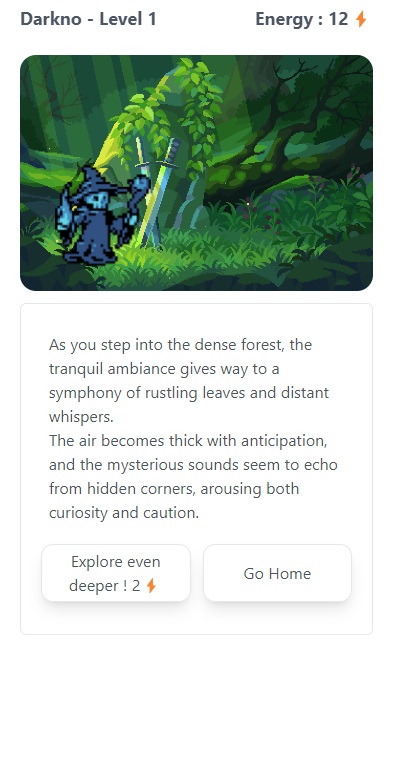 Darkno - Level 1
Energy : 12
As you step into the dense forest, the
tranquil ambiance gives way to a
symphony of rustling leaves and distant
whispers.
The air becomes thick with anticipation,
and the mysterious sounds seem to echo
from hidden corners, arousing both
curiosity and caution.
Explore even
deeper ! 2
Go Home